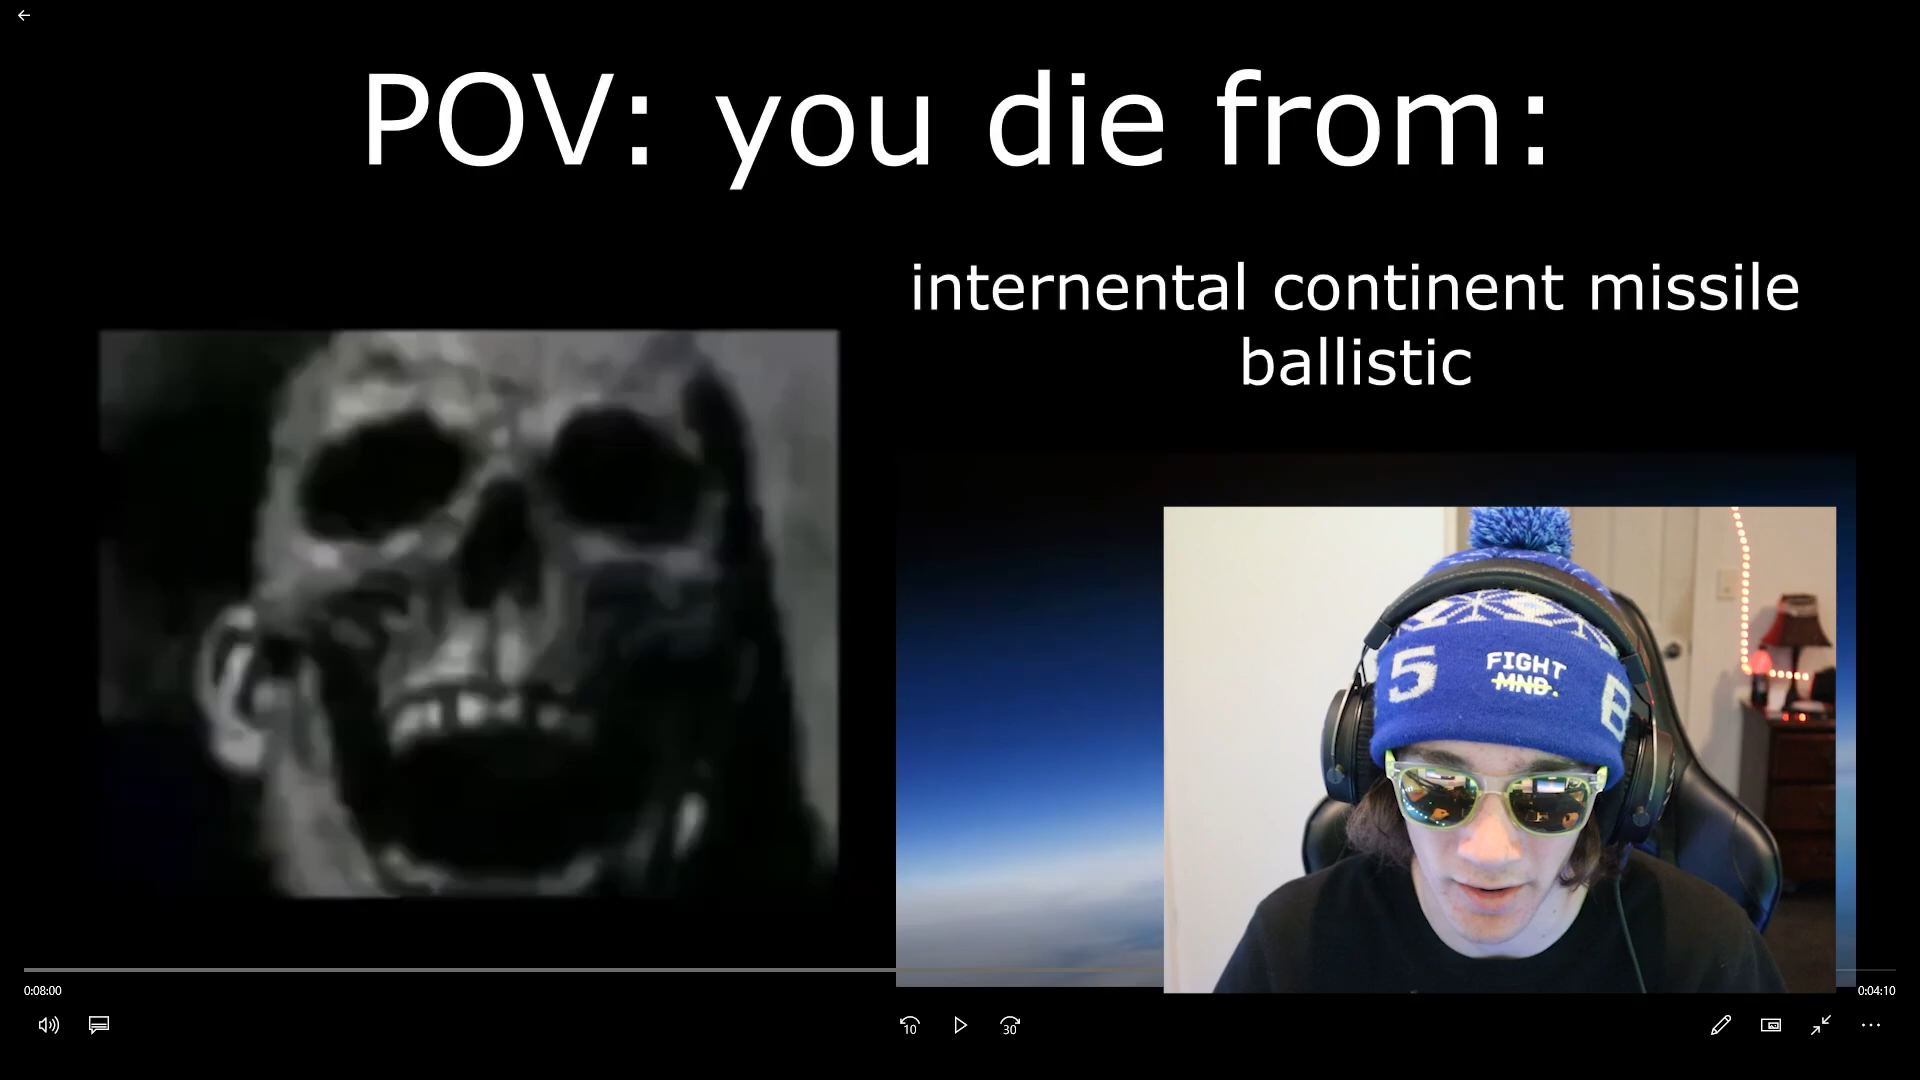 POV: you die from:
internental continent missile
ballistic
5
FIGHT
MND.
B
0:08:00
0:04:10
10
30